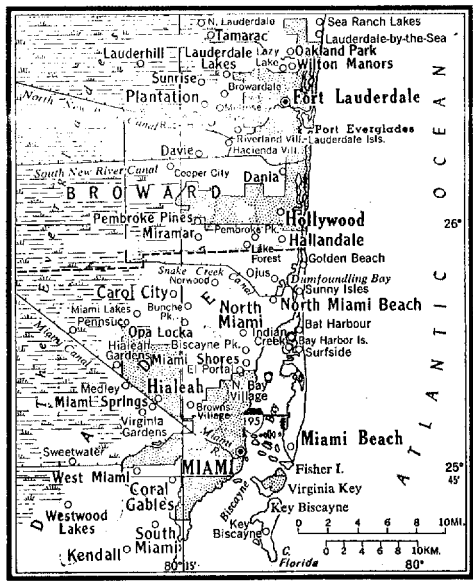 N. Lauderdale
Sea Ranch Lakes
Tamarac
Lauderdale-by-the-Sea
Lauderhill
Lauderdale Lakes
Lazy Lake
Oakland Park
Wilton Manors
Sunrise
Browardale
Plantation
Melrose
Fort Lauderdale
North New R.
Canal
Port Everglades
Riverland Vill.
Lauderdale Isls.
Hacienda Vill.
Davie
South New River Canal
Cooper City
Dania
BROWARD
Pembroke Pines
Hollywood
26°
Miramar
Pembroke Pk.
Hallandale
Lake Forest
Golden Beach
Snake Creek Canal
Ojus
Dumfoundling Bay
Norwood
Sunny Isles
Carol City
North Miami Beach
Miami Lakes
Bunche Pk.
North Miami
Pennsuco
Opa Locka
Indian Creek
Bal Harbour
Bay Harbor Is.
Hialeah Gardens
Biscayne Pk.
Surfside
Miami Shores
Miami Canal
El Portal
Medley
Hialeah
N. Bay Village
Miami Springs
Browns Village
195
Virginia Gardens
Miami R.
Miami Beach
Sweetwater
MIAMI
West Miami
Fisher I.
25°
45'
Coral Gables
Virginia Key
Biscayne Bay
Key Biscayne
Westwood Lakes
Key Biscayne
0 2 4 6 8 10MI.
South Miami
Kendall
C. Florida
0 2 4 6 8 10KM.
80°15'
80°
DADE
Everglades
ATLANTIC OCEAN